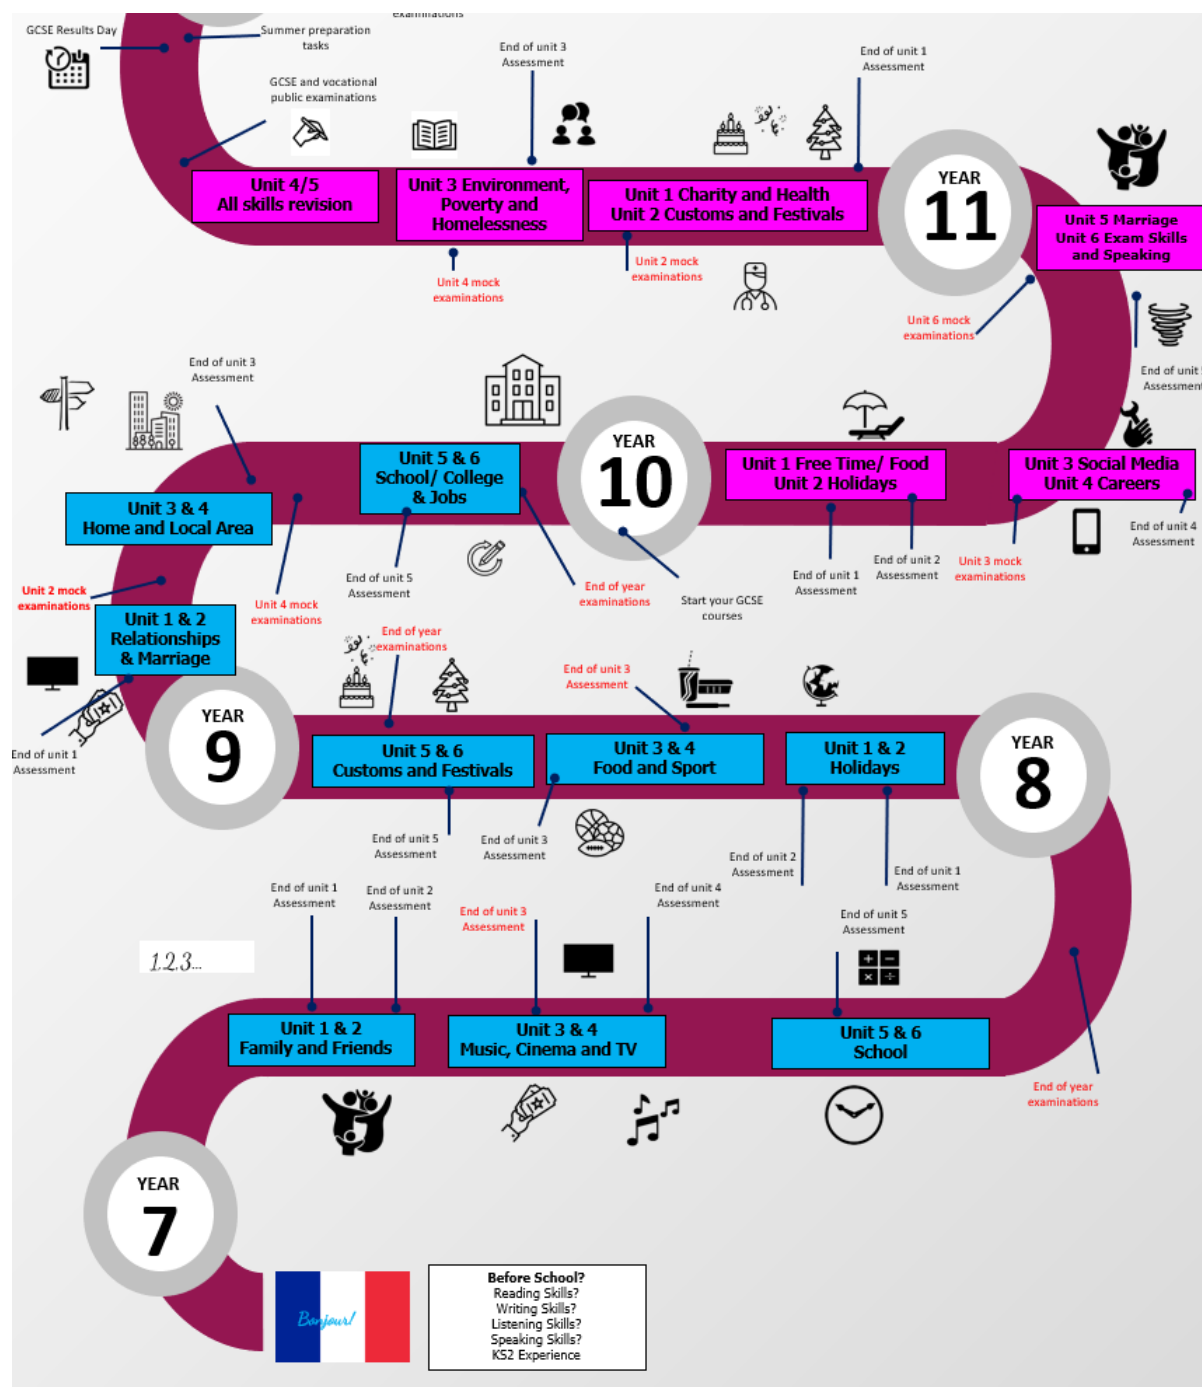 examinations
GCSE Results Day
Summer preparation
tasks
GCSE and vocational
public examinations
End of unit 3
Assessment
End of unit 1
Assessment
Unit 4/5
All skills revision
Unit 3 Environment,
Poverty and
Homelessness
Unit 1 Charity and Health
Unit 2 Customs and Festivals
YEAR
11
Unit 5 Marriage
Unit 6 Exam Skills
and Speaking
Unit 4 mock
examinations
Unit 2 mock
examinations
Unit 6 mock
examinations
End of unit
Assessment
End of unit 3
Assessment
Unit 3 & 4
Home and Local Area
Unit 5 & 6
School/ College
& Jobs
YEAR
10
Unit 1 Free Time/ Food
Unit 2 Holidays
Unit 3 Social Media
Unit 4 Careers
Unit 2 mock
examinations
Unit 4 mock
examinations
End of unit 5
Assessment
End of year
examinations
Start your GCSE
courses
End of unit 1
Assessment
End of unit 2
Assessment
Unit 3 mock
examinations
End of unit 4
Assessment
Unit 1 & 2
Relationships
& Marriage
End of unit 1
Assessment
End of year
examinations
End of unit 3
Assessment
YEAR
9
Unit 5 & 6
Customs and Festivals
Unit 3 & 4
Food and Sport
Unit 1 & 2
Holidays
YEAR
8
End of unit 5
Assessment
End of unit 3
Assessment
End of unit 2
Assessment
End of unit 1
Assessment
End of unit 1
Assessment
End of unit 2
Assessment
End of unit 3
Assessment
End of unit 4
Assessment
End of unit 5
Assessment
1,2,3...
Unit 1 & 2
Family and Friends
Unit 3 & 4
Music, Cinema and TV
Unit 5 & 6
School
End of year
examinations
YEAR
7
Bonjour!
Before School?
Reading Skills?
Writing Skills?
Listening Skills?
Speaking Skills?
KS2 Experience